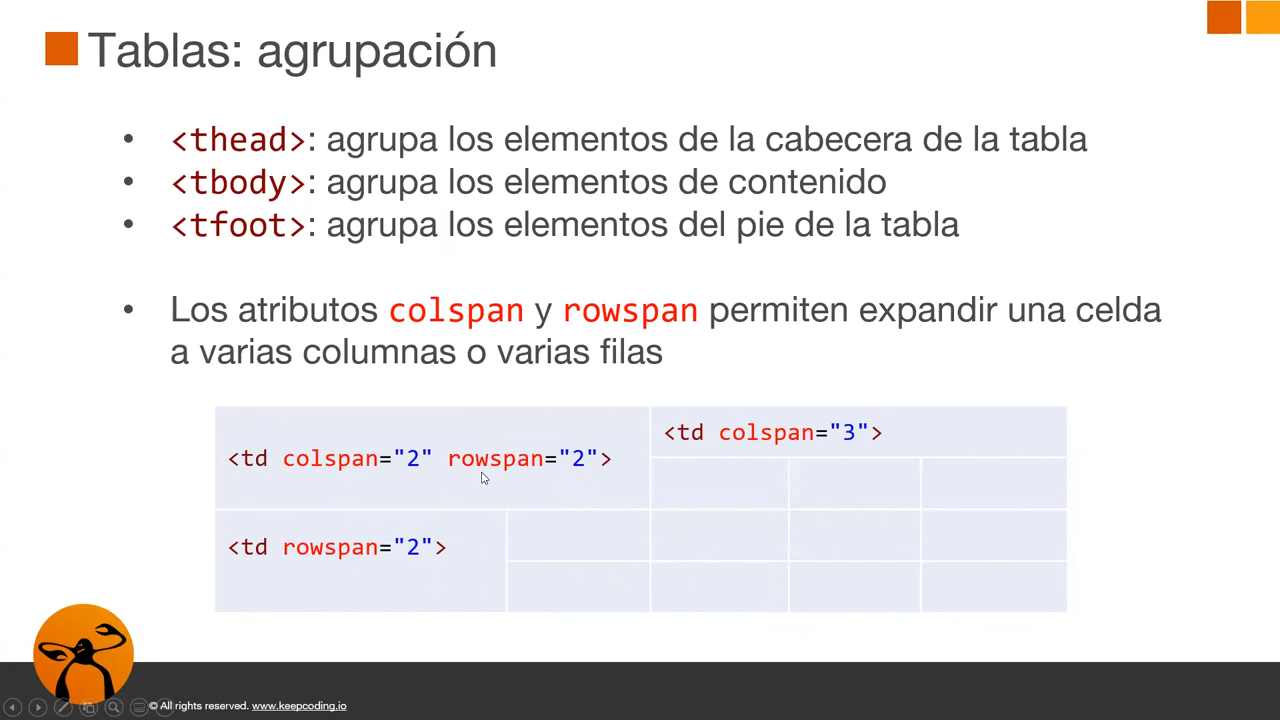 Tablas: agrupación
• <thead>: agrupa los elementos de la cabecera de la tabla
• <tbody>: agrupa los elementos de contenido
• <tfoot>: agrupa los elementos del pie de la tabla
• Los atributos colspan y rowspan permiten expandir una celda
a varias columnas o varias filas
<td colspan="3">
<td colspan="2" rowspan="2">
<td rowspan="2">
© All rights reserved. www.keepcoding.io